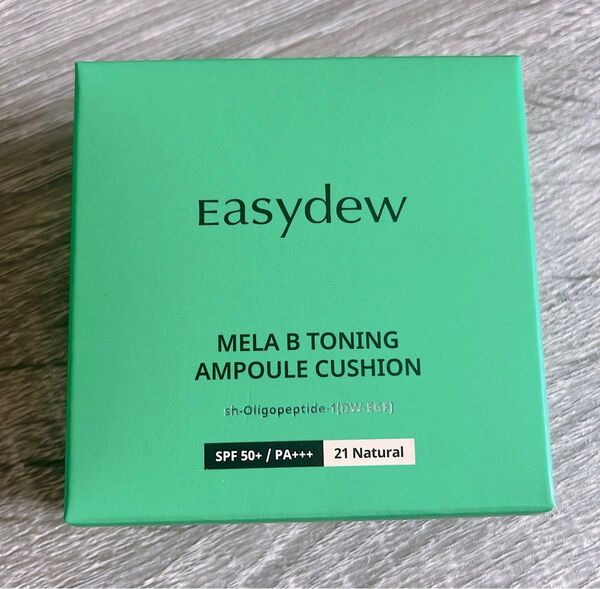 Easydew
MELA B TONING
AMPOULE CUSHION
sh-Oligopeptide-1[DW-EGF]
SPF 50+ / PA+++ 21 Natural